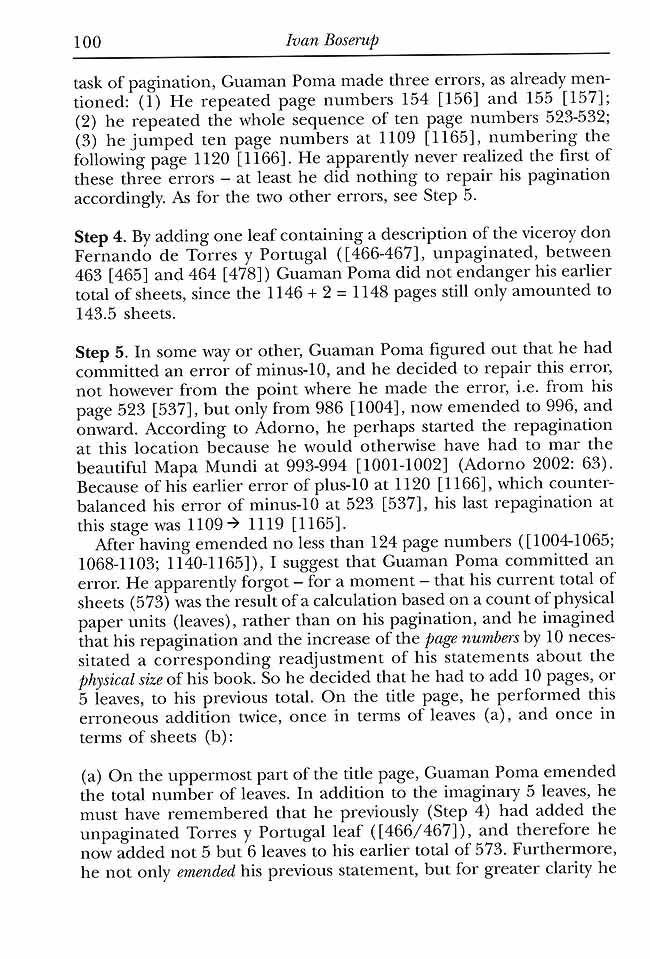 100 Ivan Boserup
task of pagination, Guaman Poma made three errors, as already men-
tioned: (1) He repeated page numbers 154 [156] and 155 [157];
(2) he repeated the whole sequence of ten page numbers 523-532;
(3) he jumped ten page numbers at 1109 [1165], numbering the
following page 1120 [1166]. He apparently never realized the first of
these three errors – at least he did nothing to repair his pagination
accordingly. As for the two other errors, see Step 5.
Step 4. By adding one leaf containing a description of the viceroy don
Fernando de Torres y Portugal ([466-467], unpaginated, between
463 [465] and 464 [478]) Guaman Poma did not endanger his earlier
total of sheets, since the 1146 + 2 = 1148 pages still only amounted to
143.5 sheets.
Step 5. In some way or other, Guaman Poma figured out that he had
committed an error of minus-10, and he decided to repair this error,
not however from the point where he made the error, i.e. from his
page 523 [537], but only from 986 [1004], now emended to 996, and
onward. According to Adorno, he perhaps started the repagination
at this location because he would otherwise have had to mar the
beautiful Mapa Mundi at 993-994 [1001-1002] (Adorno 2002: 63).
Because of his earlier error of plus-10 at 1120 [1166], which counter-
balanced his error of minus-10 at 523 [537], his last repagination at
this stage was 1109→ 1119 [1165].
After having emended no less than 124 page numbers ([1004-1065;
1068-1103; 1140-1165]), I suggest that Guaman Poma committed an
error. He apparently forgot – for a moment – that his current total of
sheets (573) was the result of a calculation based on a count of physical
paper units (leaves), rather than on his pagination, and he imagined
that his repagination and the increase of the page numbers by 10 neces-
sitated a corresponding readjustment of his statements about the
physical size of his book. So he decided that he had to add 10 pages, or
5 leaves, to his previous total. On the title page, he performed this
erroneous addition twice, once in terms of leaves (a), and once in
terms of sheets (b):
(a) On the uppermost part of the title page, Guaman Poma emended
the total number of leaves. In addition to the imaginary 5 leaves, he
must have remembered that he previously (Step 4) had added the
unpaginated Torres y Portugal leaf ([466/467]), and therefore he
now added not 5 but 6 leaves to his earlier total of 573. Furthermore,
he not only emended his previous statement, but for greater clarity he